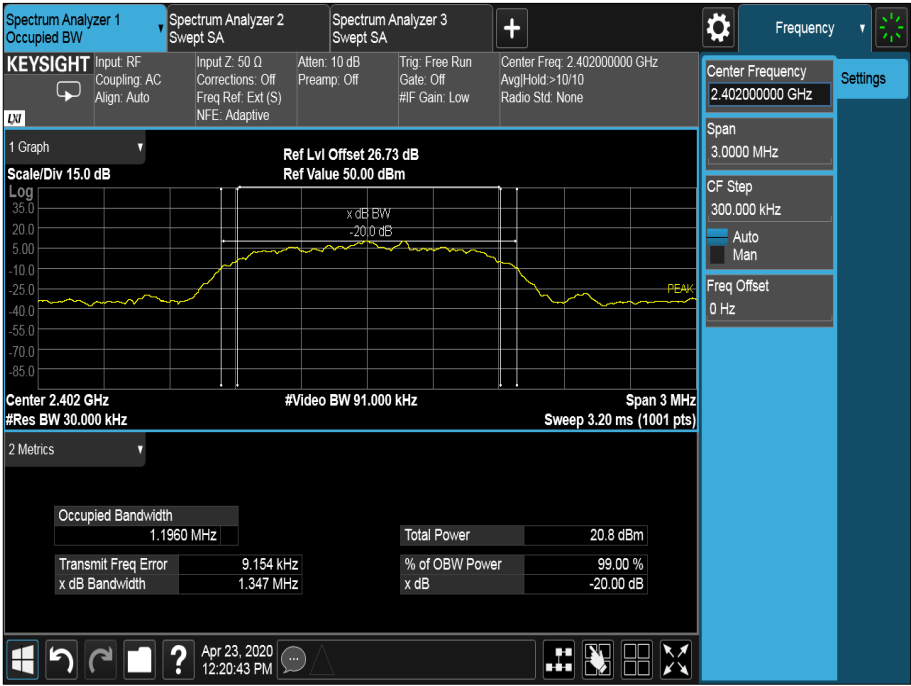 Spectrum Analyzer 1
Occupied BW
Spectrum Analyzer 2
Swept SA
Spectrum Analyzer 3
Swept SA
+
Frequency
KEYSIGHT
LXI
Input: RF
Coupling: AC
Align: Auto
Input Z: 50 Ω
Corrections: Off
Freq Ref: Ext (S)
NFE: Adaptive
Atten: 10 dB
Preamp: Off
Trig: Free Run
Gate: Off
#IF Gain: Low
Center Freq: 2.402000000 GHz
Avg|Hold:>10/10
Radio Std: None
Center Frequency
2.402000000 GHz
Settings
Span
3.0000 MHz
CF Step
300.000 kHz
Auto
Man
Freq Offset
0 Hz
1 Graph
Scale/Div 15.0 dB
Ref Lvl Offset 26.73 dB
Ref Value 50.00 dBm
Log
35.0
20.0
5.00
-10.0
-25.0
-40.0
-55.0
-70.0
-85.0
x dB BW
-20.0 dB
PEAK
Center 2.402 GHz
#Video BW 91.000 kHz
Span 3 MHz
#Res BW 30.000 kHz
Sweep 3.20 ms (1001 pts)
2 Metrics
Occupied Bandwidth
1.1960 MHz
Transmit Freq Error 9.154 kHz
x dB Bandwidth 1.347 MHz
Total Power 20.8 dBm
% of OBW Power 99.00 %
x dB -20.00 dB
?
Apr 23, 2020
12:20:43 PM